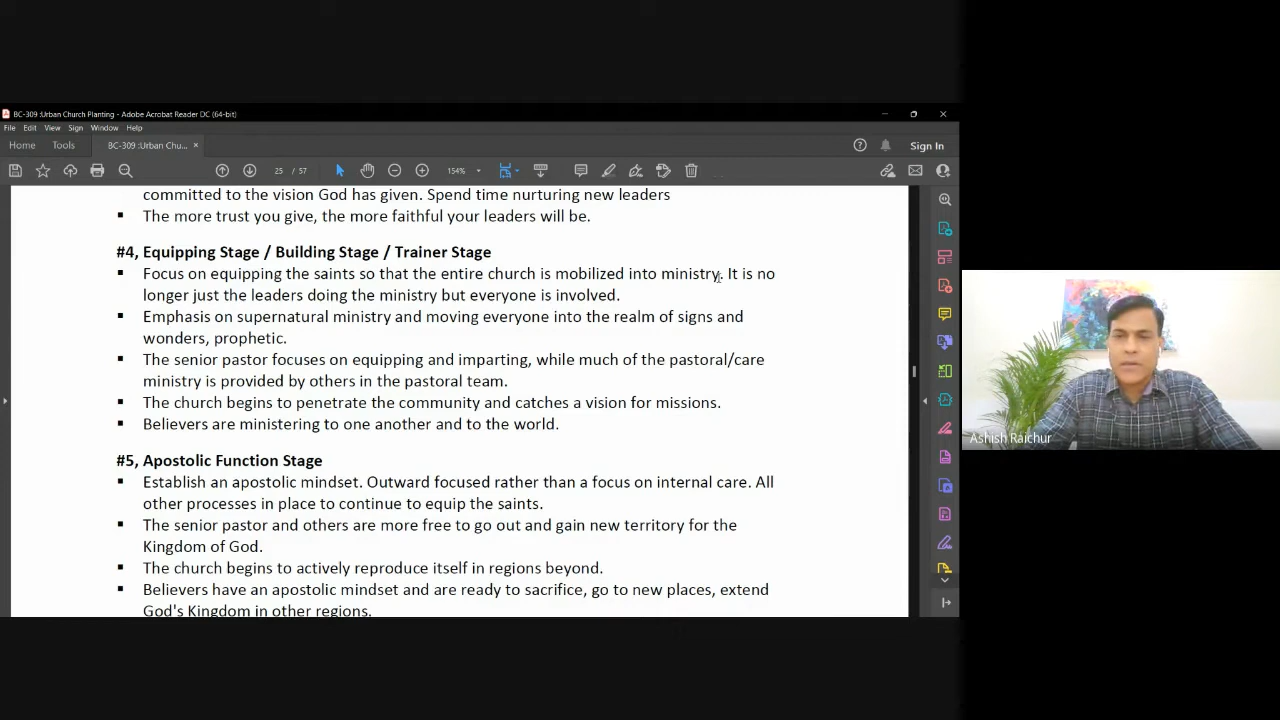 BC-309 :Urban Church Planting - Adobe Acrobat Reader DC (64-bit)
File Edit View Sign Window Help
Home Tools BC-309 :Urban Chu... × Sign In
25 / 57 154%
committed to the vision God has given. Spend time nurturing new leaders
▪ The more trust you give, the more faithful your leaders will be.
#4, Equipping Stage / Building Stage / Trainer Stage
▪ Focus on equipping the saints so that the entire church is mobilized into ministry. It is no
longer just the leaders doing the ministry but everyone is involved.
▪ Emphasis on supernatural ministry and moving everyone into the realm of signs and
wonders, prophetic.
▪ The senior pastor focuses on equipping and imparting, while much of the pastoral/care
ministry is provided by others in the pastoral team.
▪ The church begins to penetrate the community and catches a vision for missions.
▪ Believers are ministering to one another and to the world.
#5, Apostolic Function Stage
▪ Establish an apostolic mindset. Outward focused rather than a focus on internal care. All
other processes in place to continue to equip the saints.
▪ The senior pastor and others are more free to go out and gain new territory for the
Kingdom of God.
▪ The church begins to actively reproduce itself in regions beyond.
▪ Believers have an apostolic mindset and are ready to sacrifice, go to new places, extend
God's Kingdom in other regions.
Ashish Raichur